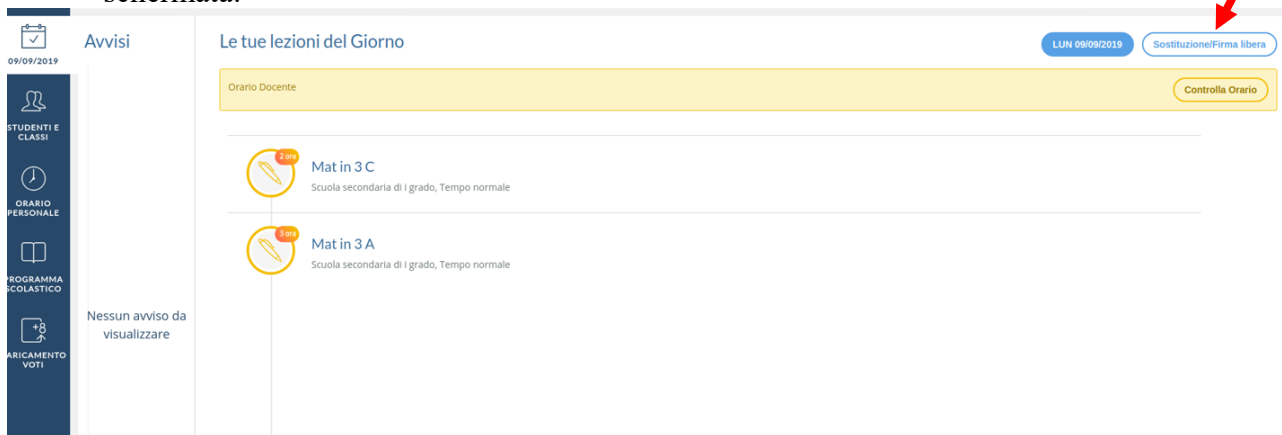 Avvisi
Le tue lezioni del Giorno
LUN 09/09/2019
Sostituzione/Firma libera
09/09/2019
Orario Docente
Controlla Orario
STUDENTI E
CLASSI
2 ora
Mat in 3 C
Scuola secondaria di i grado, Tempo normale
ORARIO
PERSONALE
Mat in 3 A
Scuola secondaria di i grado, Tempo normale
PROGRAMMA
SCOLASTICO
Nessun avviso da
visualizzare
+8
ARICAMENTO
VOTI